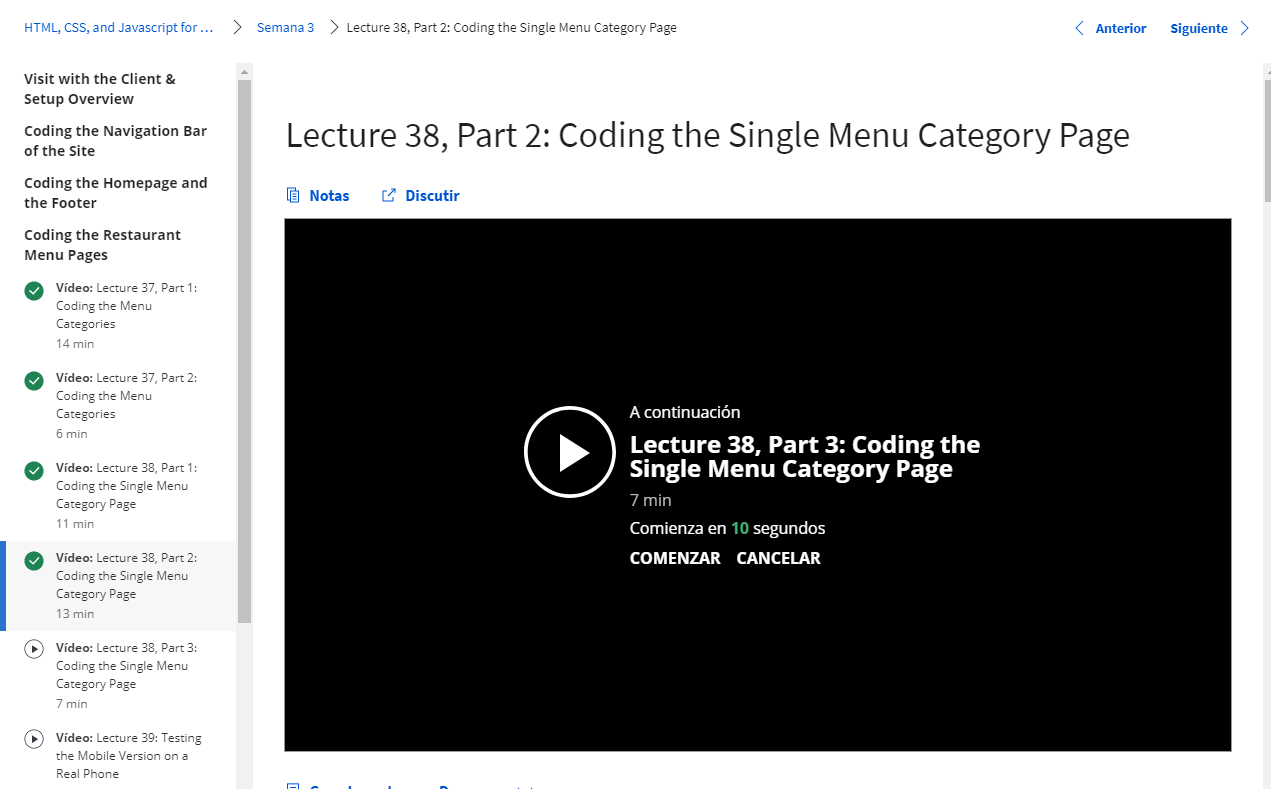 HTML, CSS, and Javascript for ... Semana 3 Lecture 38, Part 2: Coding the Single Menu Category Page
Anterior Siguiente
Visit with the Client &
Setup Overview
Coding the Navigation Bar
of the Site
Coding the Homepage and
the Footer
Coding the Restaurant
Menu Pages
Vídeo: Lecture 37, Part 1:
Coding the Menu
Categories
14 min
Vídeo: Lecture 37, Part 2:
Coding the Menu
Categories
6 min
Vídeo: Lecture 38, Part 1:
Coding the Single Menu
Category Page
11 min
Vídeo: Lecture 38, Part 2:
Coding the Single Menu
Category Page
13 min
Vídeo: Lecture 38, Part 3:
Coding the Single Menu
Category Page
7 min
Vídeo: Lecture 39: Testing
the Mobile Version on a
Real Phone
Lecture 38, Part 2: Coding the Single Menu Category Page
Notas Discutir
A continuación
Lecture 38, Part 3: Coding the
Single Menu Category Page
7 min
Comienza en 10 segundos
COMENZAR CANCELAR